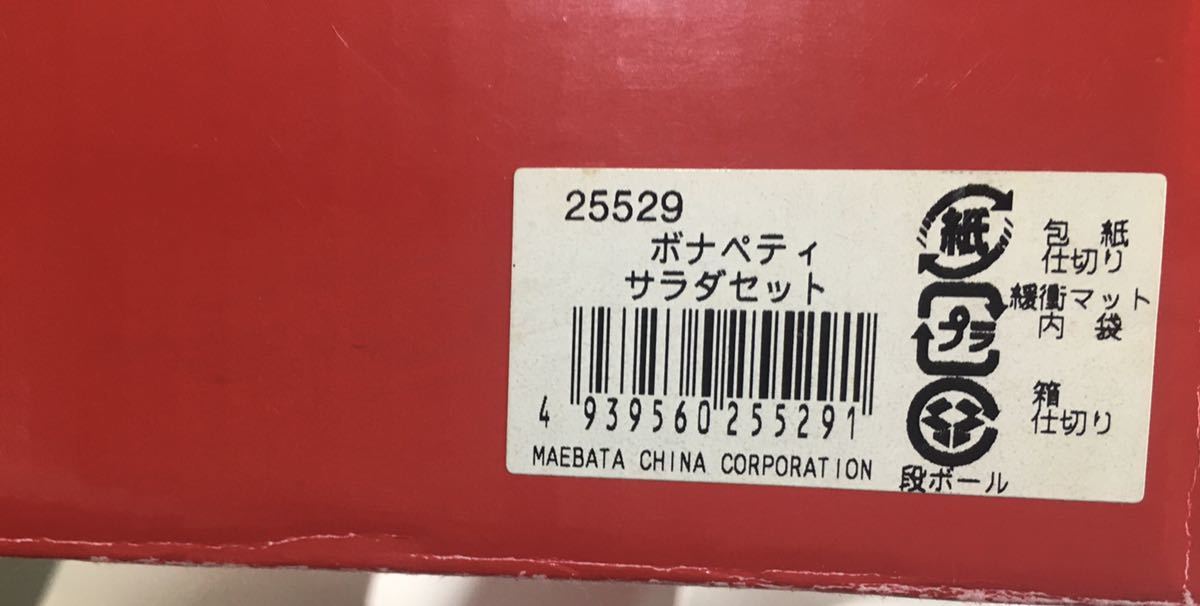 25529
ボナペティ
サラダセット
4 939560 255291
MAEBATA CHINA CORPORATION
紙
包 紙
仕切り
プラ
緩衝マット
内 袋
箱
仕切り
段ボール